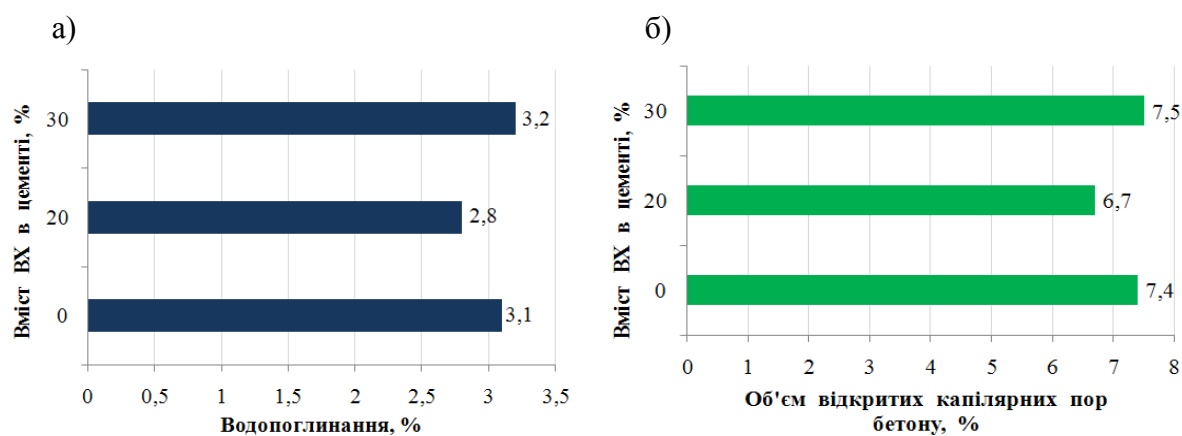 а)
Вміст ВХ в цементі, %
30
20
0
3,2
2,8
3,1
0 0,5 1 1,5 2 2,5 3 3,5
Водопоглинання, %
б)
Вміст ВХ в цементі, %
30
20
0
7,5
6,7
7,4
0 1 2 3 4 5 6 7 8
Об'єм відкритих капілярних пор
бетону, %